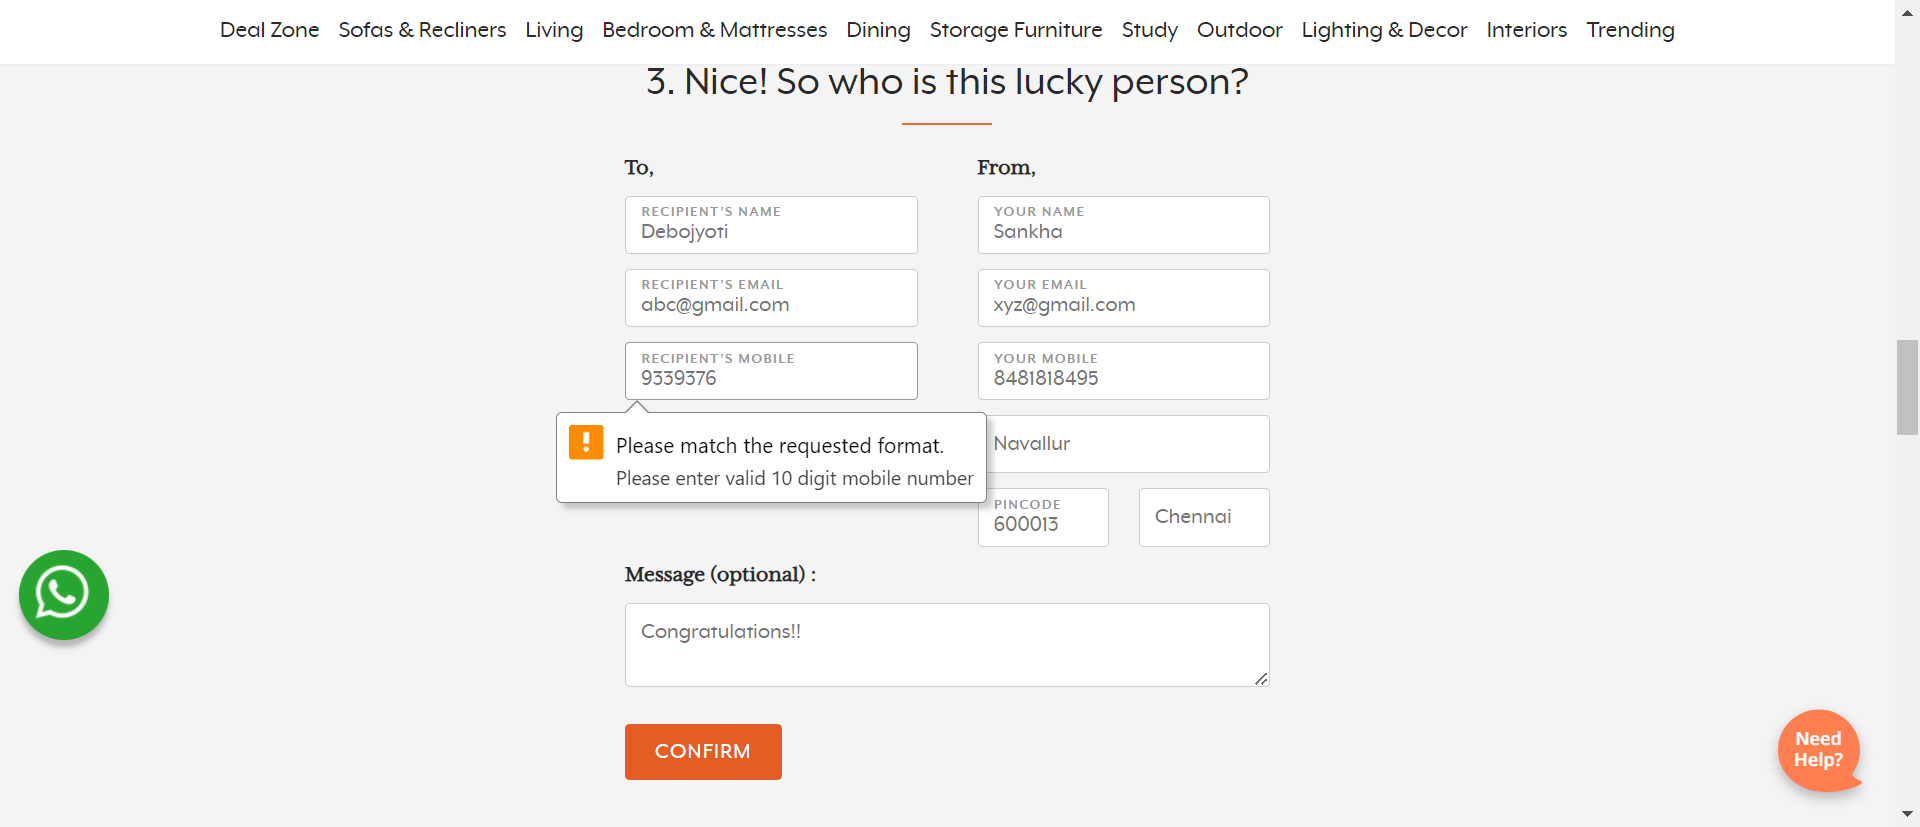 Deal Zone Sofas & Recliners Living Bedroom & Mattresses Dining Storage Furniture Study Outdoor Lighting & Decor Interiors Trending
3. Nice! So who is this lucky person?
To,
RECIPIENT'S NAME
Debojyoti
RECIPIENT'S EMAIL
abc@gmail.com
RECIPIENT'S MOBILE
9339376
Please match the requested format.
Please enter valid 10 digit mobile number
From,
YOUR NAME
Sankha
YOUR EMAIL
xyz@gmail.com
YOUR MOBILE
8481818495
Navallur
PINCODE
600013
Chennai
Message (optional) :
Congratulations!!
CONFIRM
Need
Help?